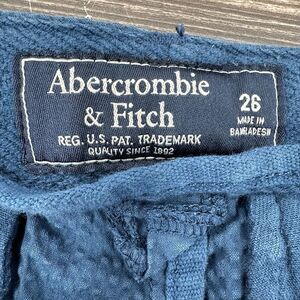 Abercrombie
& Fitch
REG. U.S. PAT. TRADEMARK
QUALITY SINCE 1892
26
MADE IN
BANGLADESH